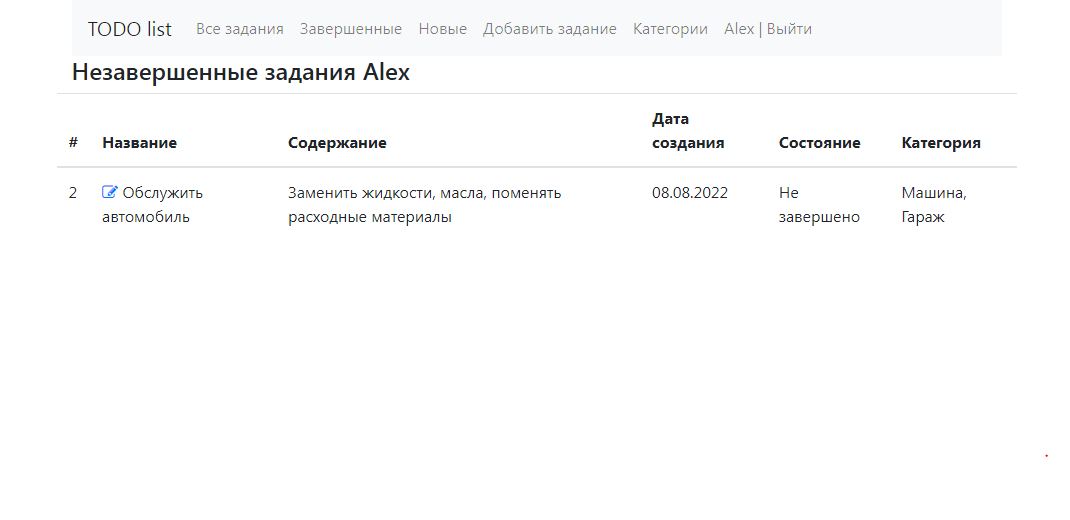 TODO list Все задания Завершенные Новые Добавить задание Категории Alex | Выйти
Незавершенные задания Alex
# Название Содержание Дата создания Состояние Категория
2 Обслужить автомобиль Заменить жидкости, масла, поменять расходные материалы 08.08.2022 Не завершено Машина, Гараж